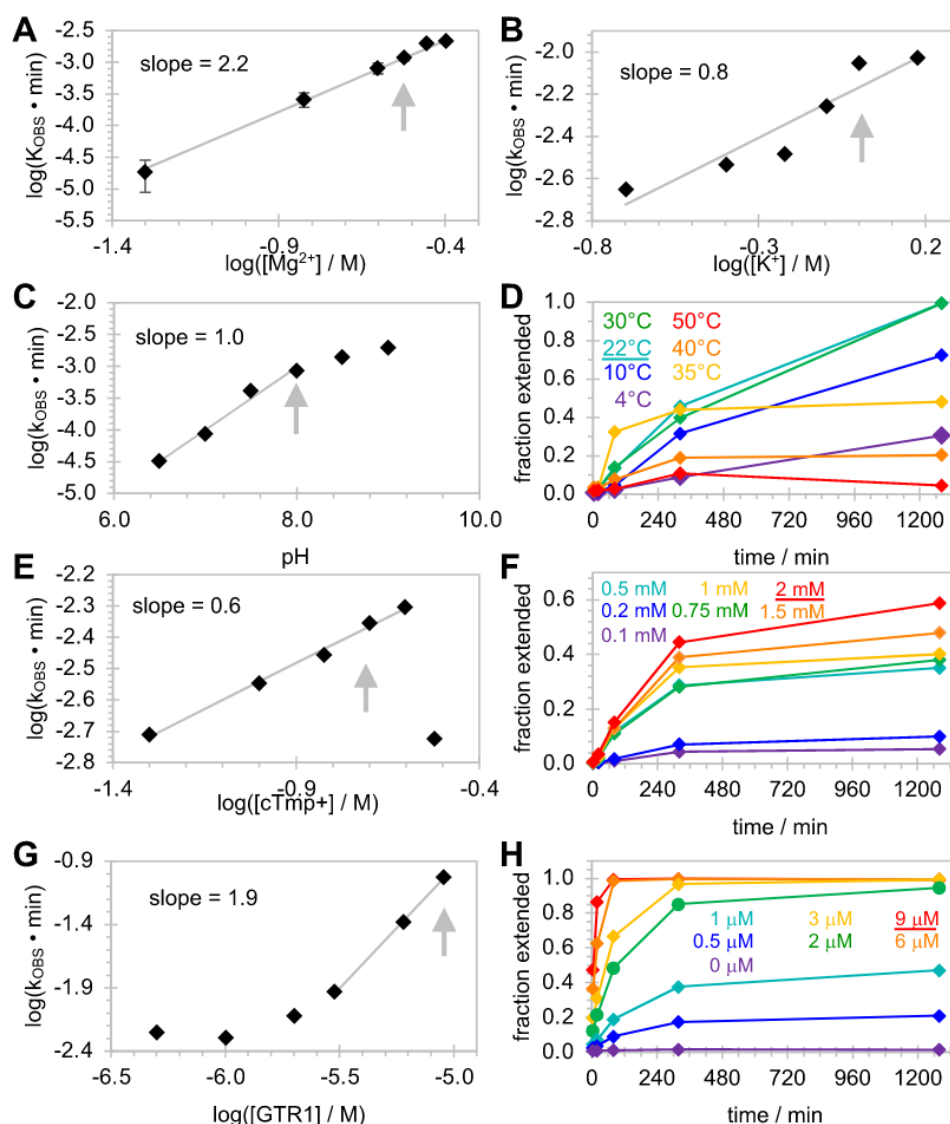 A
slope = 2.2
log(K_OBS • min)
-2.5
-3.0
-3.5
-4.0
-4.5
-5.0
-5.5
-1.4 -0.9 -0.4
log([Mg²⁺] / M)
B
slope = 0.8
log(k_OBS • min)
-2.0
-2.2
-2.4
-2.6
-2.8
-0.8 -0.3 0.2
log([K⁺] / M)
C
slope = 1.0
log(k_OBS • min)
-2.0
-2.5
-3.0
-3.5
-4.0
-4.5
-5.0
6.0 8.0 10.0
pH
D
fraction extended
1.0
0.8
0.6
0.4
0.2
0.0
30°C 50°C
22°C 40°C
10°C 35°C
4°C
0 240 480 720 960 1200
time / min
E
slope = 0.6
log(k_OBS • min)
-2.2
-2.3
-2.4
-2.5
-2.6
-2.7
-2.8
-1.4 -0.9 -0.4
log([cTmp+] / M)
F
fraction extended
0.6
0.4
0.2
0.0
0.5 mM 1 mM 2 mM
0.2 mM 0.75 mM 1.5 mM
0.1 mM
0 240 480 720 960 1200
time / min
G
slope = 1.9
log(k_OBS • min)
-0.9
-1.4
-1.9
-2.4
-6.5 -6.0 -5.5 -5.0
log([GTR1] / M)
H
fraction extended
1.0
0.8
0.6
0.4
0.2
0.0
1 µM 3 µM 9 µM
0.5 µM 2 µM 6 µM
0 µM
0 240 480 720 960 1200
time / min